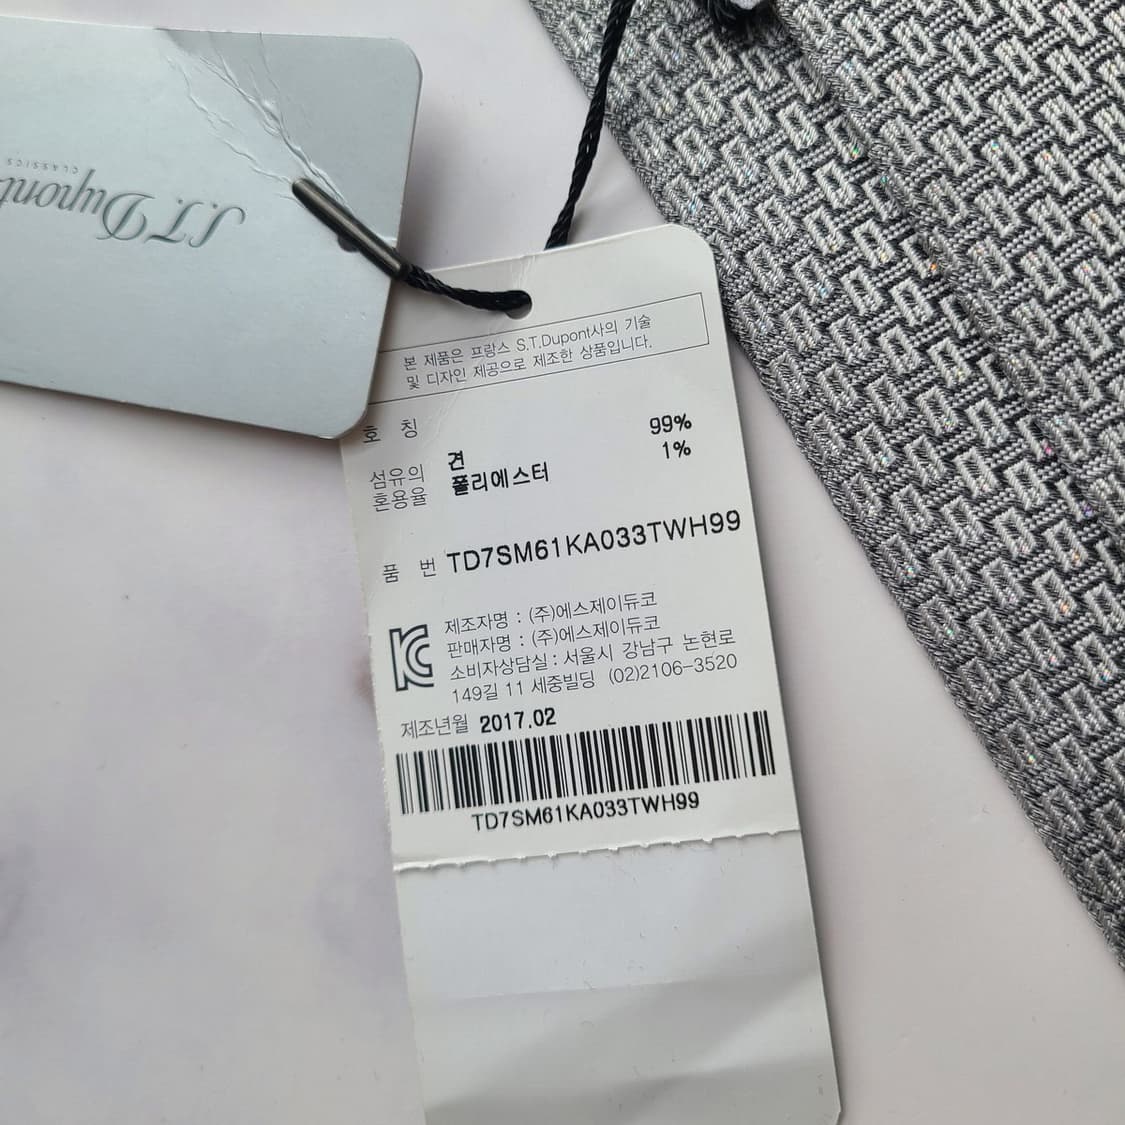 S.T. Dupont
CLASSICS
본 제품은 프랑스 S.T.Dupont사의 기술
및 디자인 제공으로 제조한 상품입니다.
호 칭
섬유의 혼용율
견 99%
폴리에스터 1%
품 번 TD7SM61KA033TWH99
제조자명 : (주)에스제이듀코
판매자명 : (주)에스제이듀코
소비자상담실 : 서울시 강남구 논현로
149길 11 세중빌딩 (02)2106-3520
제조년월 2017.02
TD7SM61KA033TWH99